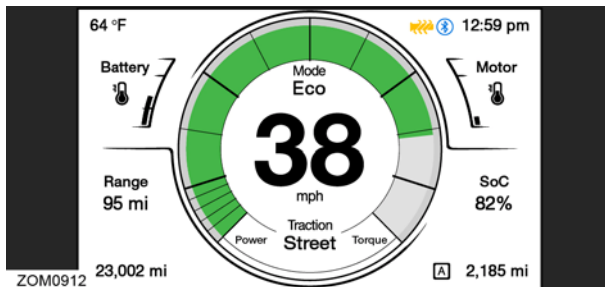 64 °F
12:59 pm
Battery
Mode
Eco
Motor
38
mph
Range
95 mi
SoC
82%
Traction
Street
Power
Torque
23,002 mi
A
2,185 mi
ZOM0912